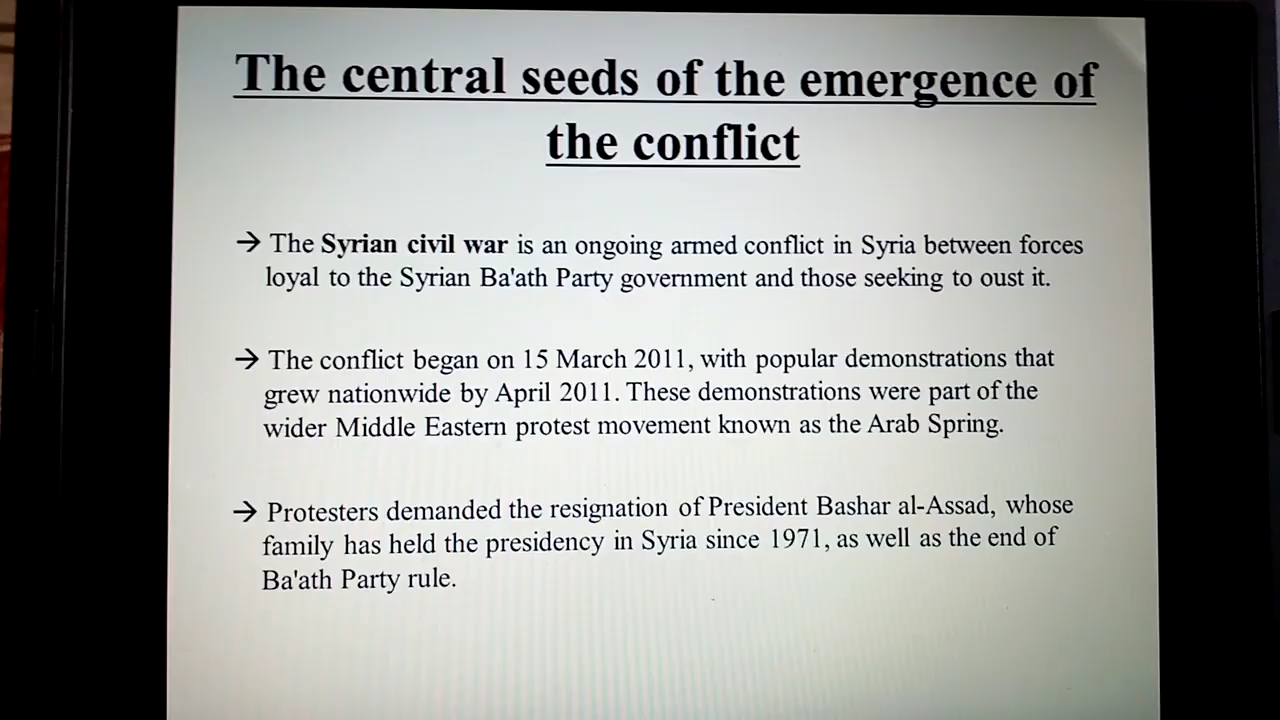 The central seeds of the emergence of
the conflict
→ The Syrian civil war is an ongoing armed conflict in Syria between forces
loyal to the Syrian Ba'ath Party government and those seeking to oust it.
→ The conflict began on 15 March 2011, with popular demonstrations that
grew nationwide by April 2011. These demonstrations were part of the
wider Middle Eastern protest movement known as the Arab Spring.
→ Protesters demanded the resignation of President Bashar al-Assad, whose
family has held the presidency in Syria since 1971, as well as the end of
Ba'ath Party rule.